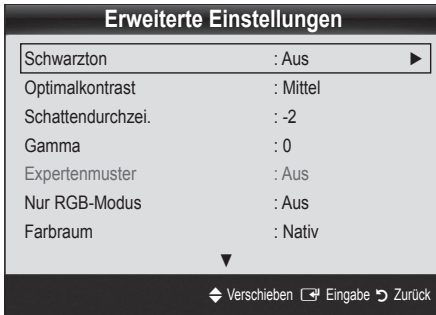 Erweiterte Einstellungen
Schwarzton : Aus ▶
Optimalkontrast : Mittel
Schattendurchzei. : -2
Gamma : 0
Expertenmuster : Aus
Nur RGB-Modus : Aus
Farbraum : Nativ
▼
Verschieben Eingabe Zurück